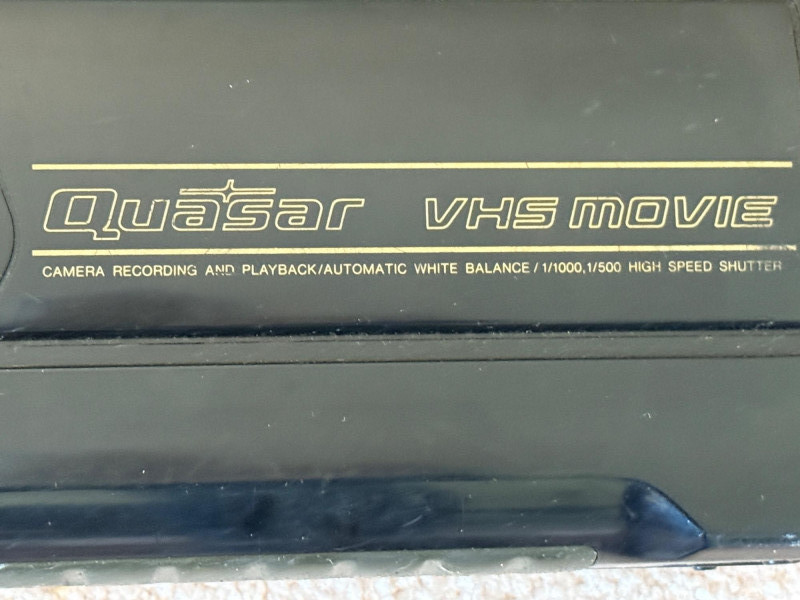 Quasar VHS MOVIE
CAMERA RECORDING AND PLAYBACK/AUTOMATIC WHITE BALANCE/1/1000,1/500 HIGH SPEED SHUTTER